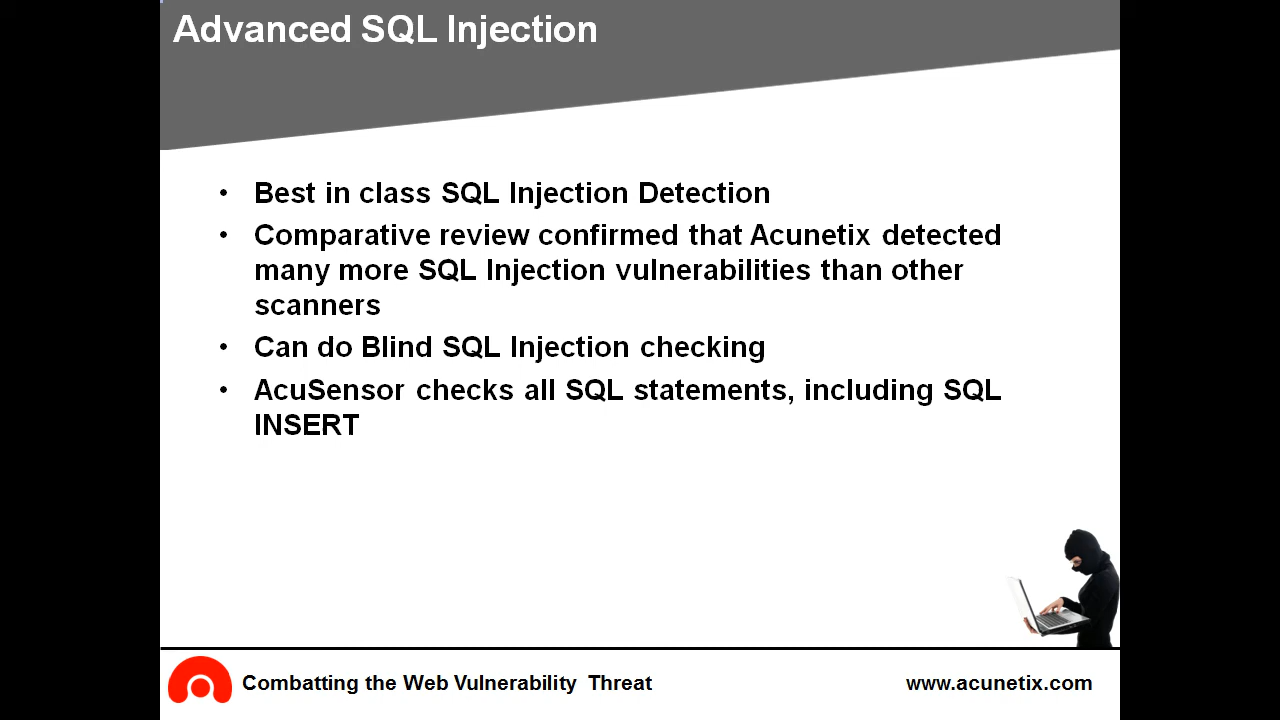 Advanced SQL Injection
• Best in class SQL Injection Detection
• Comparative review confirmed that Acunetix detected
many more SQL Injection vulnerabilities than other
scanners
• Can do Blind SQL Injection checking
• AcuSensor checks all SQL statements, including SQL
INSERT
Combatting the Web Vulnerability Threat
www.acunetix.com